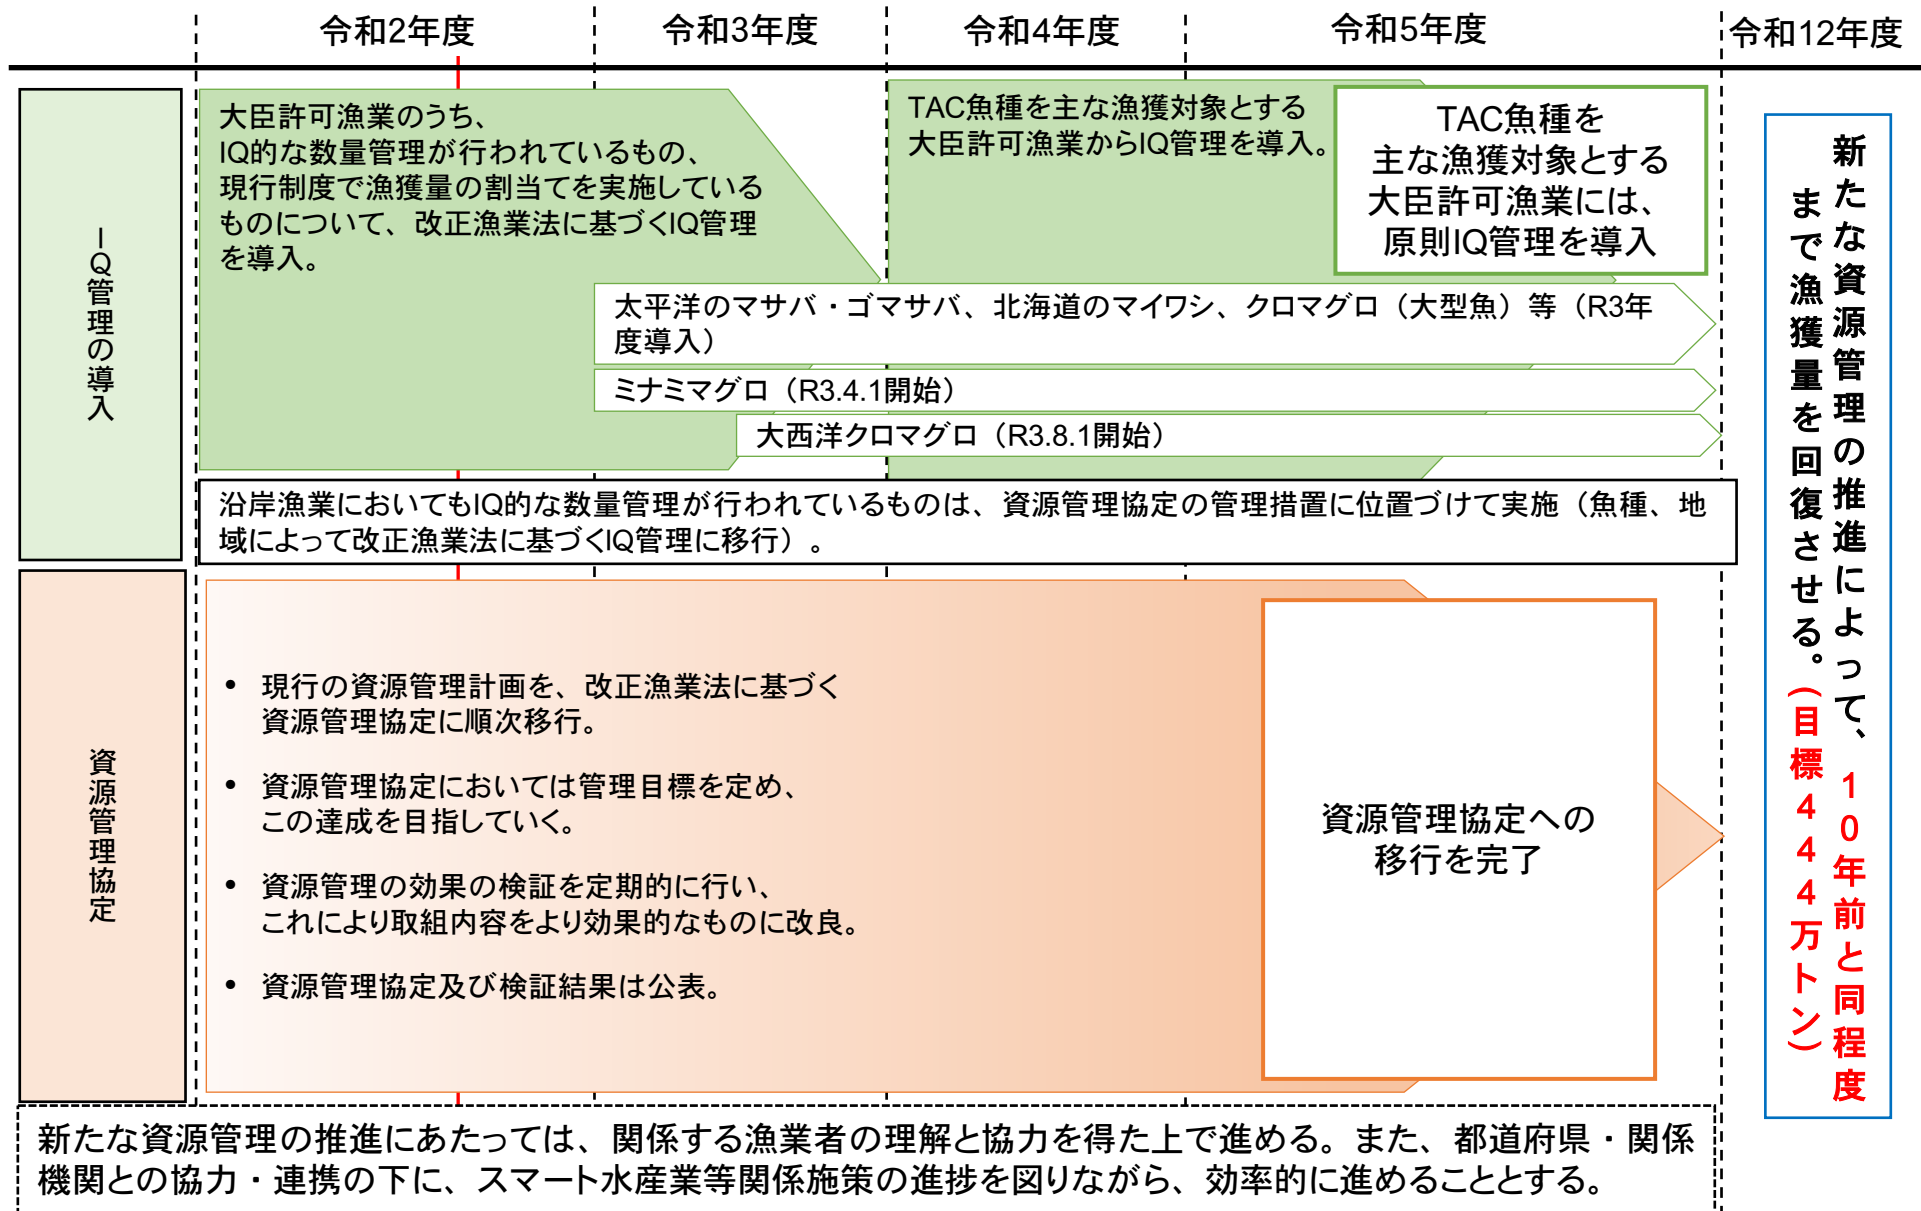 令和2年度
令和3年度
令和4年度
令和5年度
令和12年度
IQ管理の導入
大臣許可漁業のうち、
IQ的な数量管理が行われているもの、
現行制度で漁獲量の割当てを実施している
ものについて、改正漁業法に基づくIQ管理
を導入。
TAC魚種を主な漁獲対象とする
大臣許可漁業からIQ管理を導入。
TAC魚種を
主な漁獲対象とする
大臣許可漁業には、
原則IQ管理を導入
太平洋のマサバ・ゴマサバ、北海道のマイワシ、クロマグロ（大型魚）等（R3年
度導入）
ミナミマグロ（R3.4.1開始）
大西洋クロマグロ（R3.8.1開始）
沿岸漁業においてもIQ的な数量管理が行われているものは、資源管理協定の管理措置に位置づけて実施（魚種、地
域によって改正漁業法に基づくIQ管理に移行）。
資源管理協定
• 現行の資源管理計画を、改正漁業法に基づく
資源管理協定に順次移行。
• 資源管理協定においては管理目標を定め、
この達成を目指していく。
• 資源管理の効果の検証を定期的に行い、
これにより取組内容をより効果的なものに改良。
• 資源管理協定及び検証結果は公表。
資源管理協定への
移行を完了
新たな資源管理の推進によって、10年前と同程度
まで漁獲量を回復させる。(目標444万トン)
新たな資源管理の推進にあたっては、関係する漁業者の理解と協力を得た上で進める。また、都道府県・関係
機関との協力・連携の下に、スマート水産業等関係施策の進捗を図りながら、効率的に進めることとする。